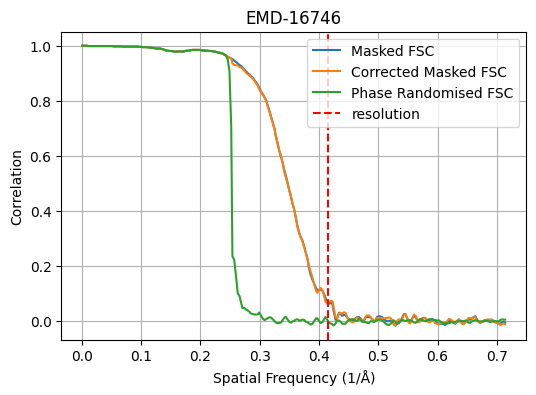 EMD-16746
Masked FSC
Corrected Masked FSC
Phase Randomised FSC
resolution
Correlation
1.0
0.8
0.6
0.4
0.2
0.0
0.0 0.1 0.2 0.3 0.4 0.5 0.6 0.7
Spatial Frequency (1/Å)